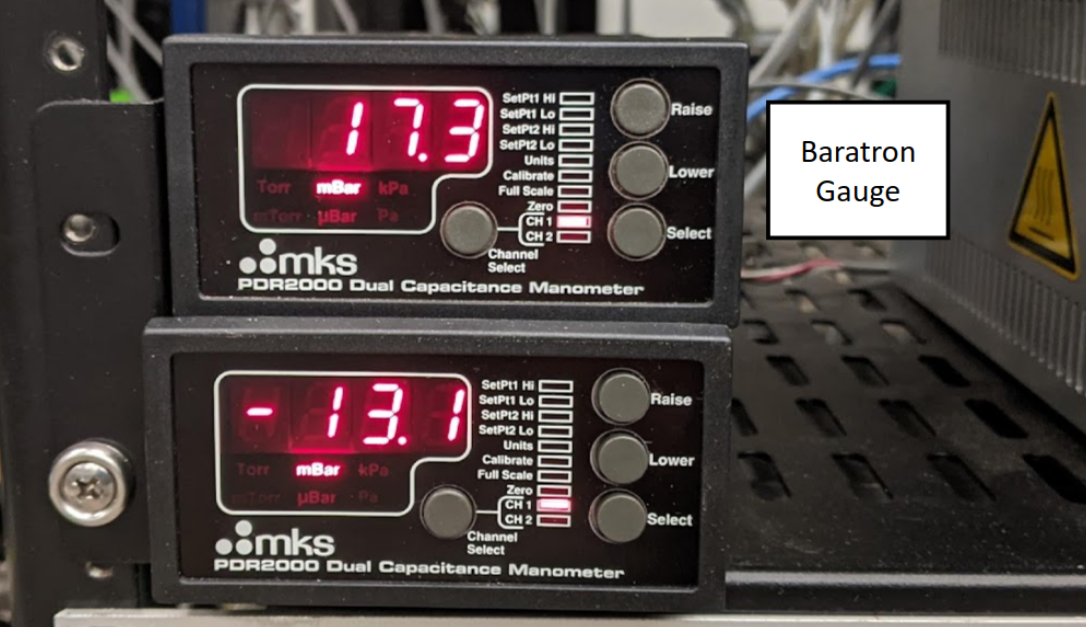 17.3
Torr mBar kPa
mTorr µBar Pa
SetPt1 Hi
SetPt1 Lo
SetPt2 Hi
SetPt2 Lo
Units
Calibrate
Full Scale
Zero
CH 1
CH 2
Channel
Select
Raise
Lower
Select
mks
PDR2000 Dual Capacitance Manometer
Baratron
Gauge
-13.1
Torr mBar kPa
mTorr µBar Pa
SetPt1 Hi
SetPt1 Lo
SetPt2 Hi
SetPt2 Lo
Units
Calibrate
Full Scale
Zero
CH 1
CH 2
Channel
Select
Raise
Lower
Select
mks
PDR2000 Dual Capacitance Manometer